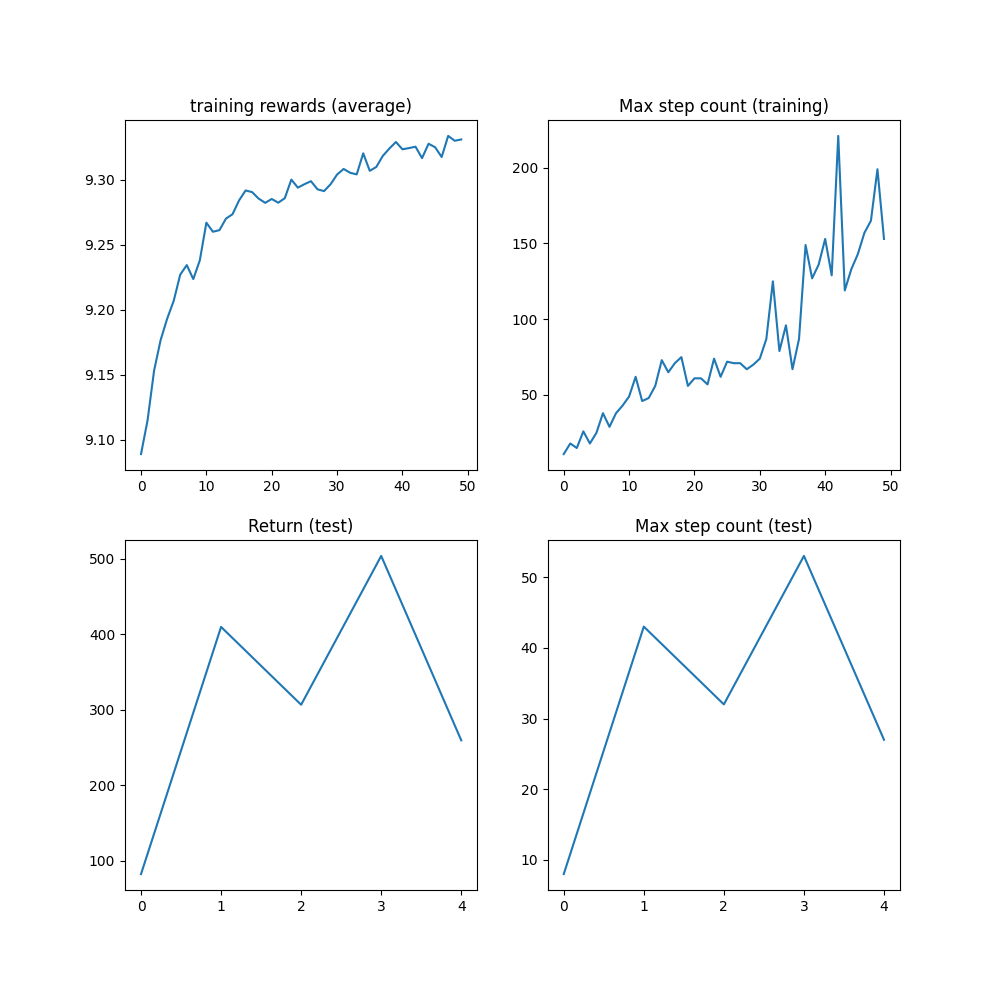 training rewards (average)
9.30
9.25
9.20
9.15
9.10
0 10 20 30 40 50
Max step count (training)
200
150
100
50
0 10 20 30 40 50
Return (test)
500
400
300
200
100
0 1 2 3 4
Max step count (test)
50
40
30
20
10
0 1 2 3 4